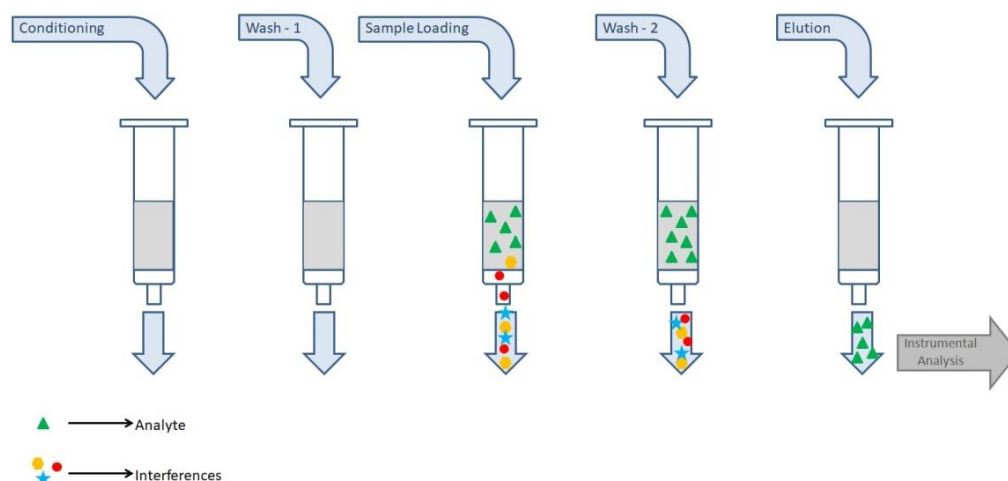 Conditioning
Wash - 1
Sample Loading
Wash - 2
Elution
Instrumental
Analysis
Analyte
Interferences